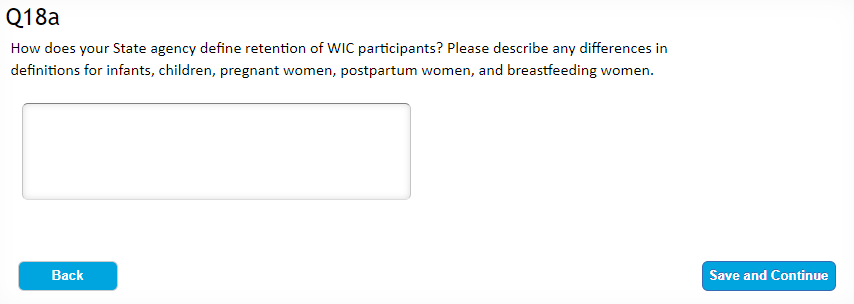 Q18a
How does your State agency define retention of WIC participants? Please describe any differences in
definitions for infants, children, pregnant women, postpartum women, and breastfeeding women.
Back
Save and Continue